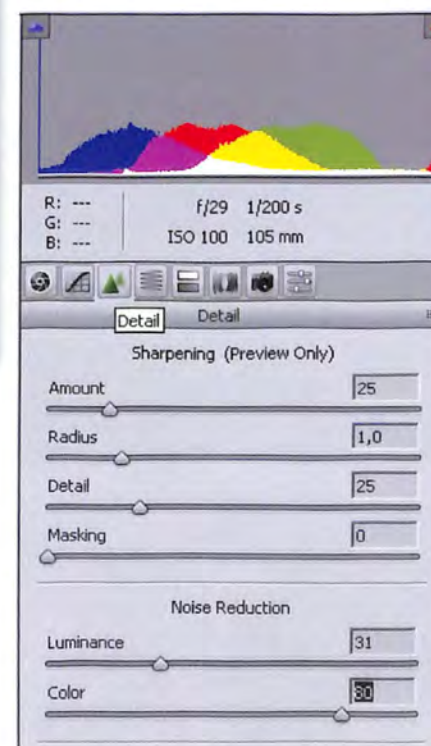 R: --- f/29 1/200 s
G: ---
B: --- ISO 100 105 mm
Detail Detail
Sharpening (Preview Only)
Amount 25
Radius 1,0
Detail 25
Masking 0
Noise Reduction
Luminance 31
Color 80